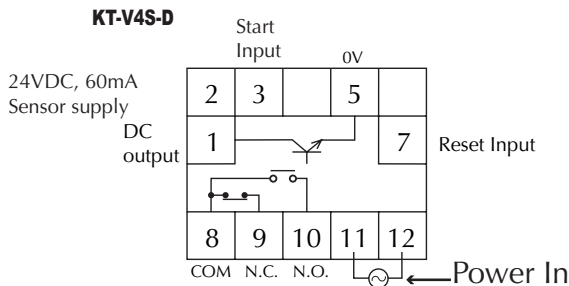 KT-V4S-D
Start
Input
0V
24VDC, 60mA
Sensor supply
2 3 5
DC
output
1 7
Reset Input
8 9 10 11 12
COM N.C. N.O.
Power In